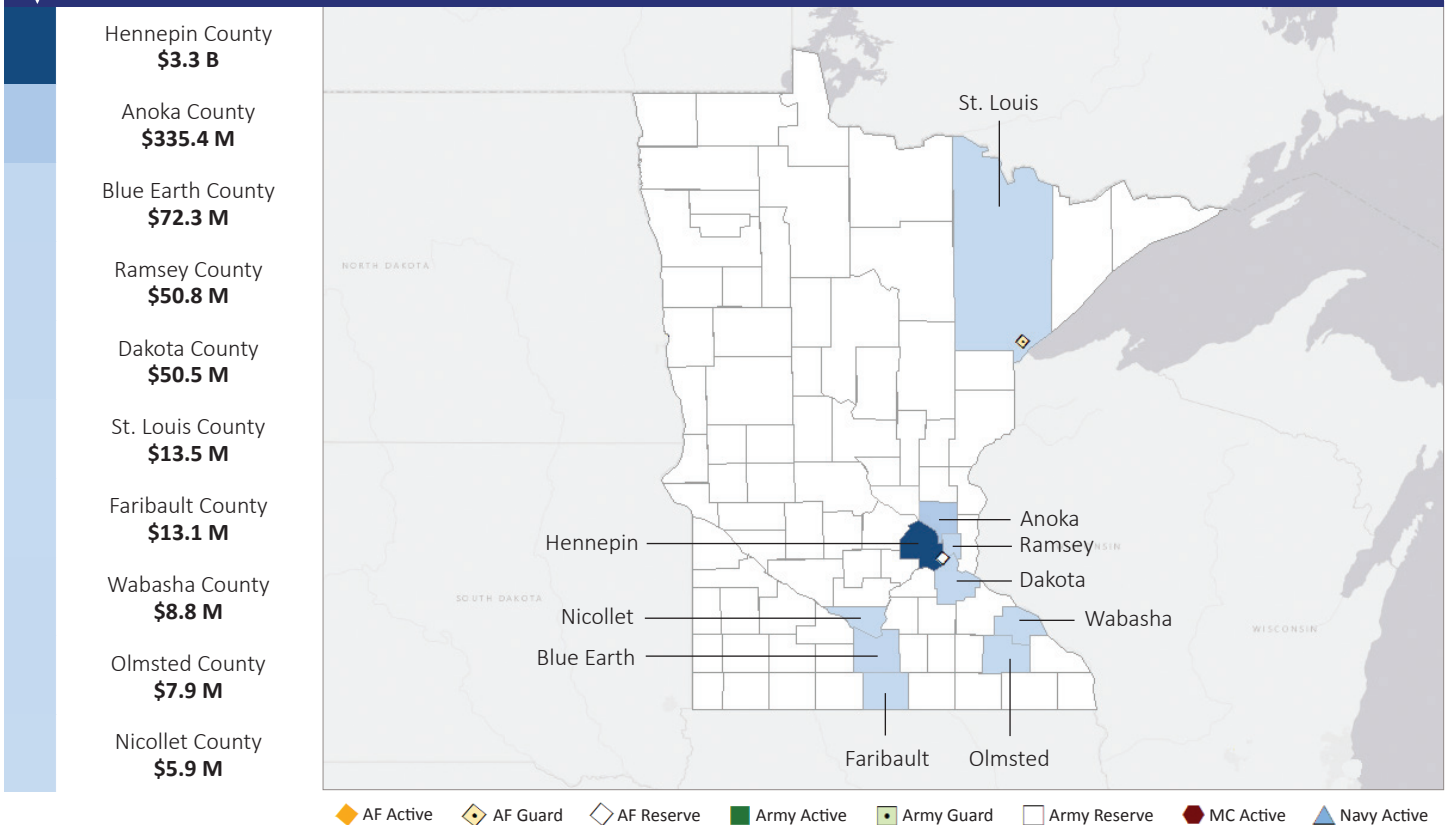 Hennepin County
$3.3 B
Anoka County
$335.4 M
Blue Earth County
$72.3 M
Ramsey County
$50.8 M
Dakota County
$50.5 M
St. Louis County
$13.5 M
Faribault County
$13.1 M
Wabasha County
$8.8 M
Olmsted County
$7.9 M
Nicollet County
$5.9 M
St. Louis
NORTH DAKOTA
Anoka
Hennepin
Ramsey
Dakota
SOUTH DAKOTA
Nicollet
Wabasha
WISCONSIN
Blue Earth
Faribault
Olmsted
AF Active
AF Guard
AF Reserve
Army Active
Army Guard
Army Reserve
MC Active
Navy Active